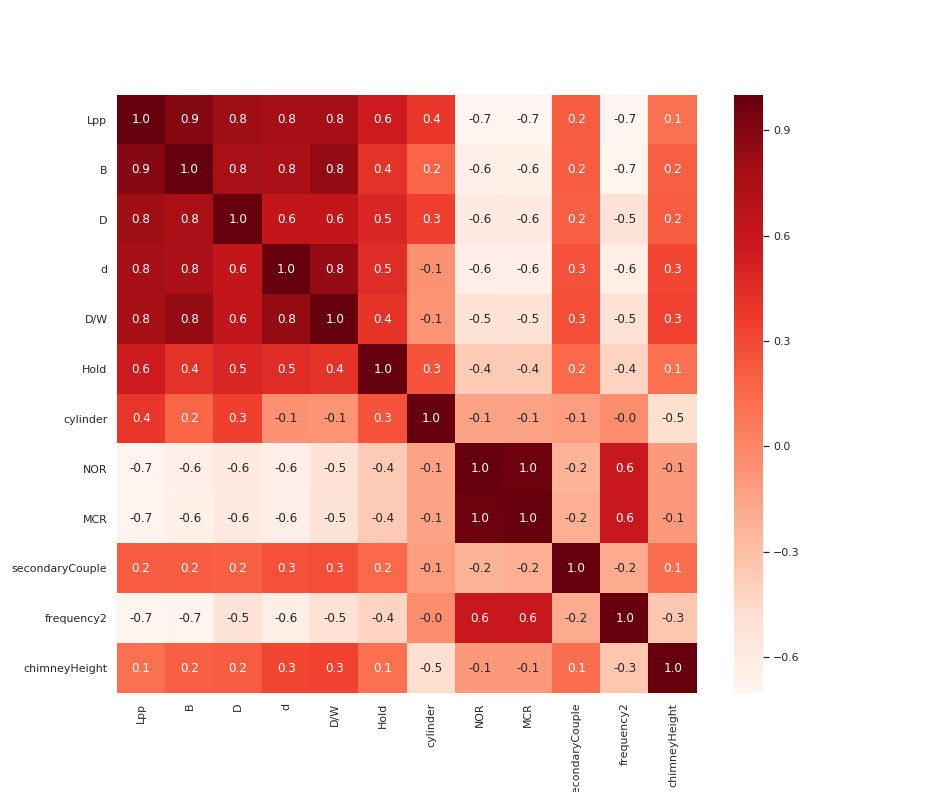 Lpp 1.0 0.9 0.8 0.8 0.8 0.6 0.4 -0.7 -0.7 0.2 -0.7 0.1
B 0.9 1.0 0.8 0.8 0.8 0.4 0.2 -0.6 -0.6 0.2 -0.7 0.2
D 0.8 0.8 1.0 0.6 0.6 0.5 0.3 -0.6 -0.6 0.2 -0.5 0.2
d 0.8 0.8 0.6 1.0 0.8 0.5 -0.1 -0.6 -0.6 0.3 -0.6 0.3
D/W 0.8 0.8 0.6 0.8 1.0 0.4 -0.1 -0.5 -0.5 0.3 -0.5 0.3
Hold 0.6 0.4 0.5 0.5 0.4 1.0 0.3 -0.4 -0.4 0.2 -0.4 0.1
cylinder 0.4 0.2 0.3 -0.1 -0.1 0.3 1.0 -0.1 -0.1 -0.1 -0.0 -0.5
NOR -0.7 -0.6 -0.6 -0.6 -0.5 -0.4 -0.1 1.0 1.0 -0.2 0.6 -0.1
MCR -0.7 -0.6 -0.6 -0.6 -0.5 -0.4 -0.1 1.0 1.0 -0.2 0.6 -0.1
secondaryCouple 0.2 0.2 0.2 0.3 0.3 0.2 -0.1 -0.2 -0.2 1.0 -0.2 0.1
frequency2 -0.7 -0.7 -0.5 -0.6 -0.5 -0.4 -0.0 0.6 0.6 -0.2 1.0 -0.3
chimneyHeight 0.1 0.2 0.2 0.3 0.3 0.1 -0.5 -0.1 -0.1 0.1 -0.3 1.0
Lpp
B
D
d
D/W
Hold
cylinder
NOR
MCR
econdaryCouple
frequency2
chimneyHeight
0.9
0.6
0.3
0.0
-0.3
-0.6